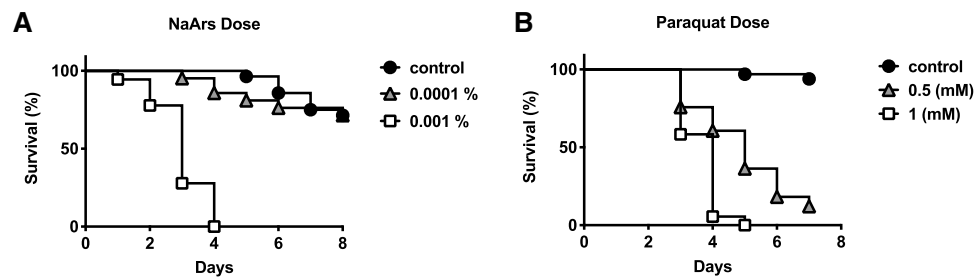 A
NaArs Dose
Survival (%)
100
50
0
0 2 4 6 8
Days
control
0.0001 %
0.001 %
B
Paraquat Dose
Survival (%)
100
50
0
0 2 4 6 8
Days
control
0.5 (mM)
1 (mM)